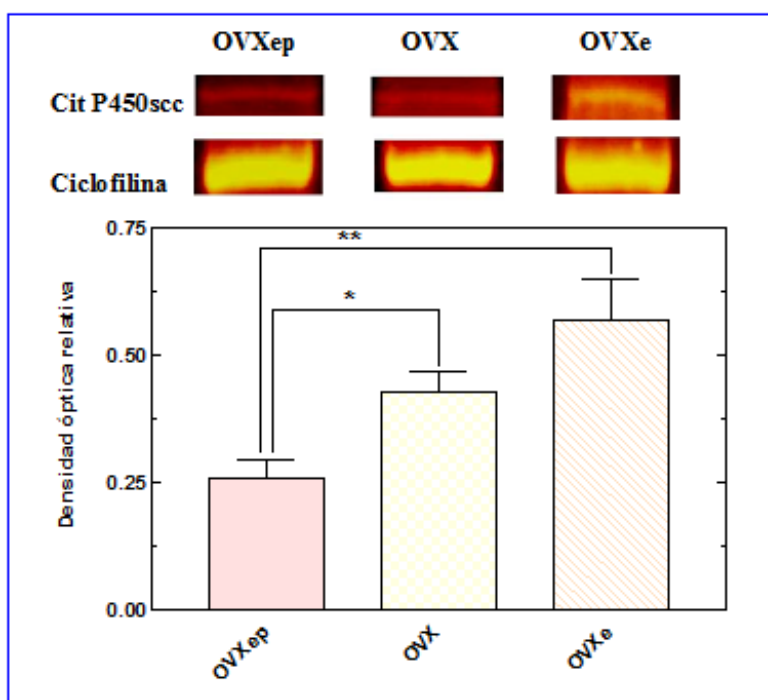 OVXep OVX OVXe
Cit P450scc
Ciclofilina
0.75
**
*
0.50
0.25
0.00
Densidad óptica relativa
OVXep OVX OVXe